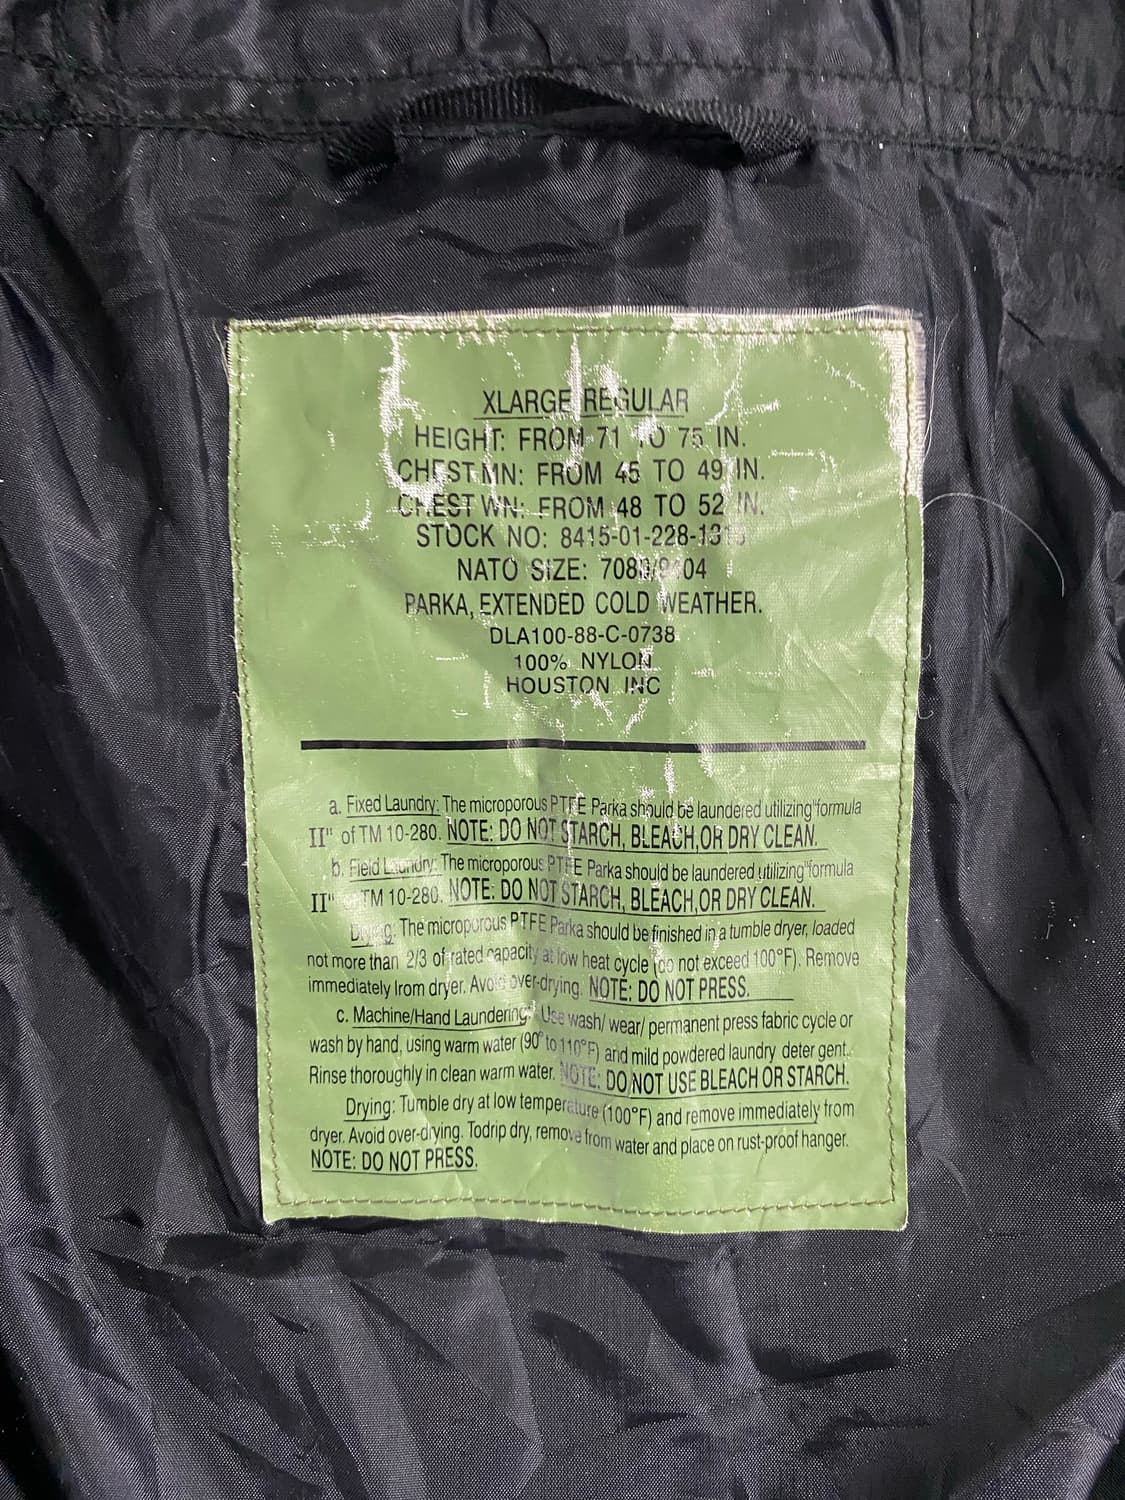 XLARGE REGULAR
HEIGHT: FROM 71 TO 75 IN.
CHEST MN: FROM 45 TO 49 IN.
CHEST WN: FROM 48 TO 52 IN.
STOCK NO:
NATO SIZE:
PARKA, EXTENDED COLD WEATHER.
DLA100-88-C-0738
100% NYLON
HOUSTON INC
a. Fixed Laundry: The microporous PTFE Parka should be laundered utilizing "formula
II" of TM 10-280. NOTE: DO NOT STARCH, BLEACH, OR DRY CLEAN.
b. Field Laundry: The microporous PTFE Parka should be laundered utilizing "formula
II" of TM 10-280. NOTE: DO NOT STARCH, BLEACH, OR DRY CLEAN.
Drying: The microporous PTFE Parka should be finished in a tumble dryer, loaded
not more than 2/3 of rated capacity at low heat cycle (do not exceed 100°F). Remove
immediately from dryer. Avoid over-drying. NOTE: DO NOT PRESS.
c. Machine/Hand Laundering: Use wash/ wear/ permanent press fabric cycle or
wash by hand, using warm water (90° to 110°F) and mild powdered laundry deter gent.
Rinse thoroughly in clean warm water. NOTE: DO NOT USE BLEACH OR STARCH.
Drying: Tumble dry at low temperature (100°F) and remove immediately from
dryer. Avoid over-drying. Todrip dry, remove from water and place on rust-proof hanger.
NOTE: DO NOT PRESS.